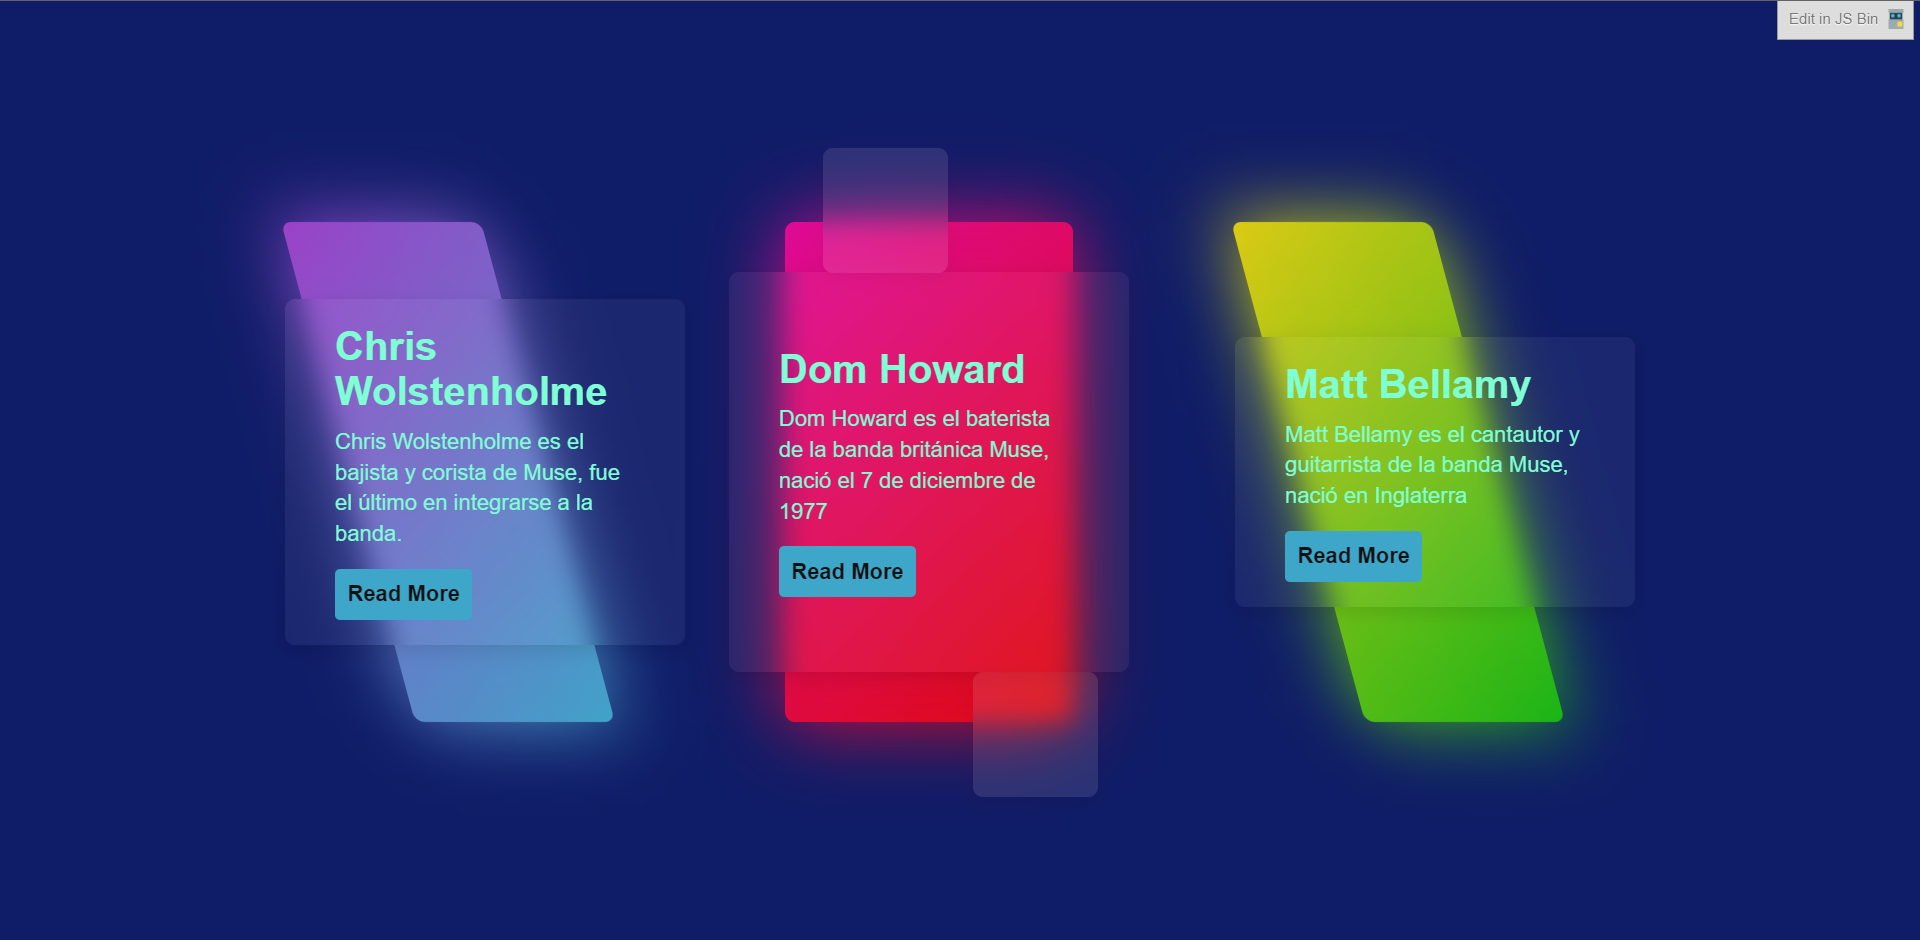 Edit in JS Bin
Chris
Wolstenholme
Chris Wolstenholme es el
bajista y corista de Muse, fue
el último en integrarse a la
banda.
Read More
Dom Howard
Dom Howard es el baterista
de la banda británica Muse,
nació el 7 de diciembre de
1977
Read More
Matt Bellamy
Matt Bellamy es el cantautor y
guitarrista de la banda Muse,
nació en Inglaterra
Read More